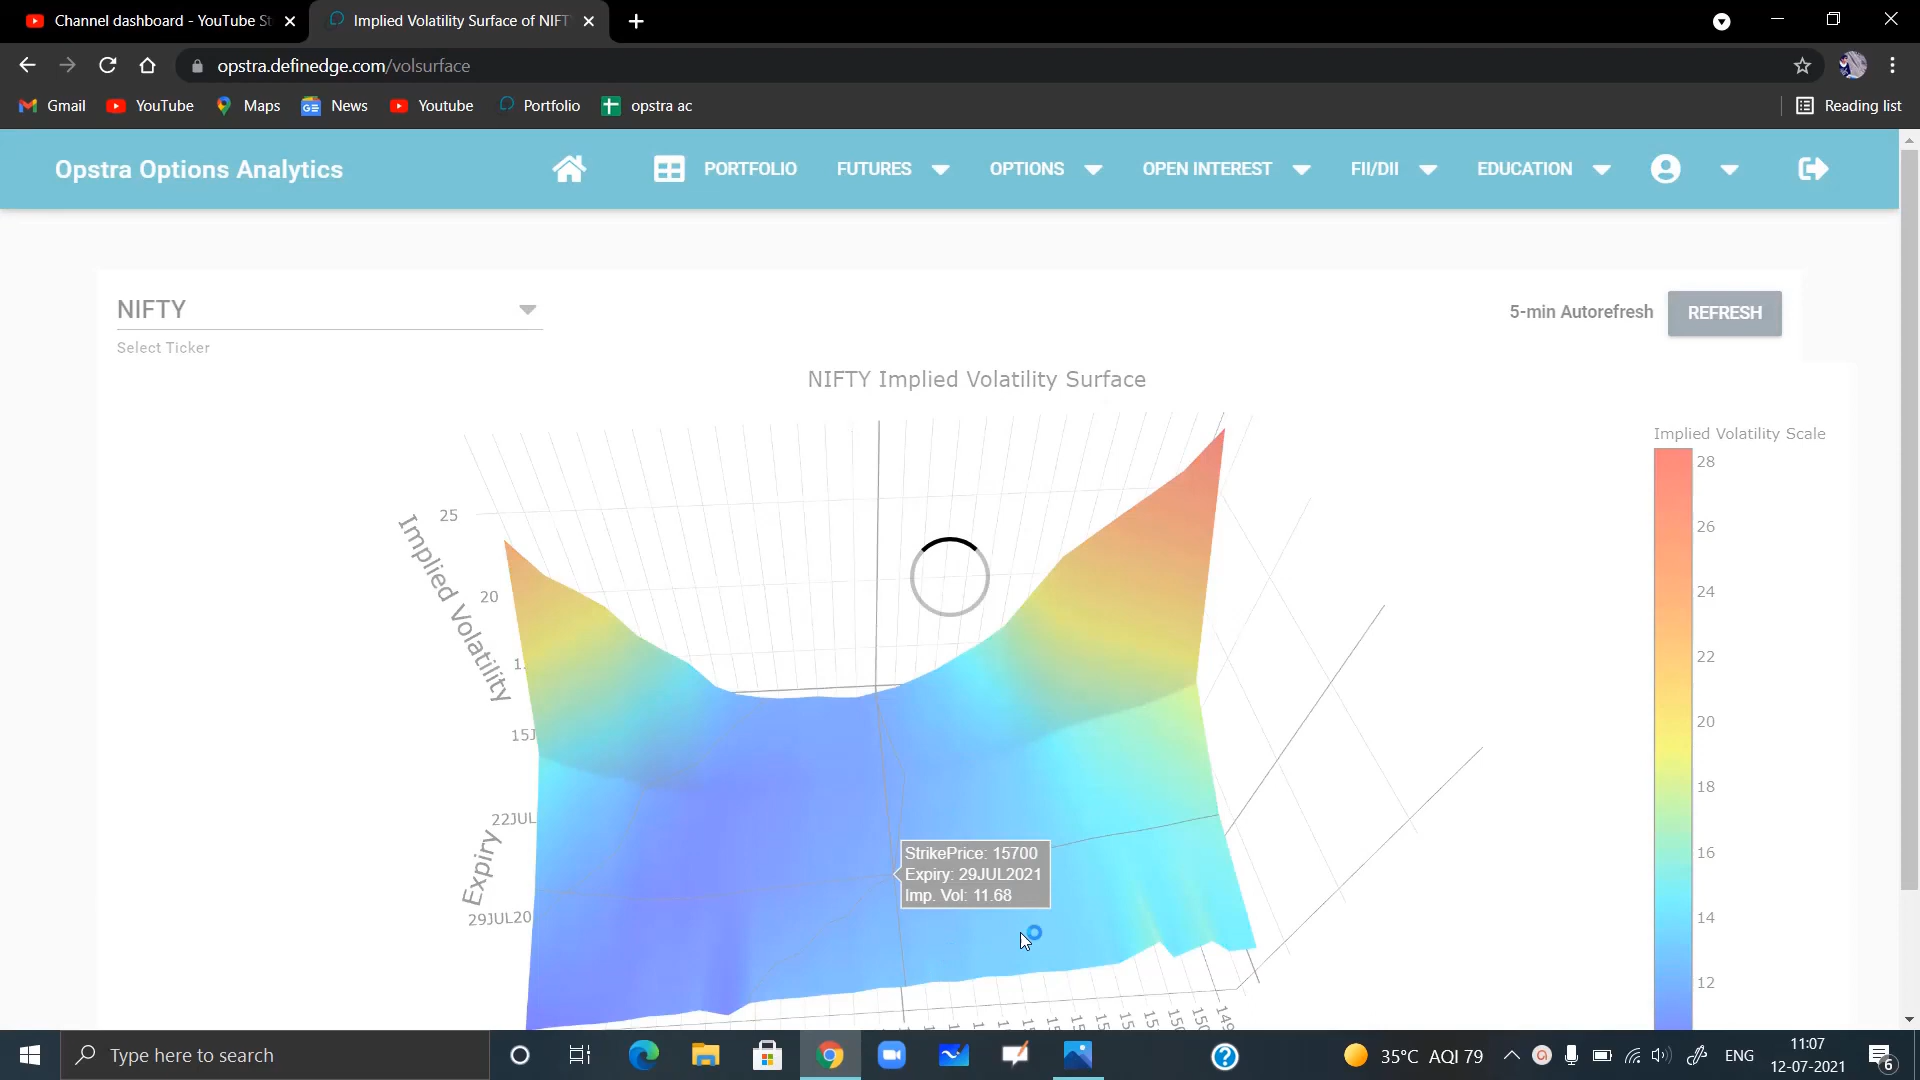 Channel dashboard - YouTube St
Implied Volatility Surface of NIFT
opstra.definedge.com/volsurface
Gmail
YouTube
Maps
News
Youtube
Portfolio
opstra ac
Reading list
Opstra Options Analytics
PORTFOLIO
FUTURES
OPTIONS
OPEN INTEREST
FII/DII
EDUCATION
NIFTY
Select Ticker
5-min Autorefresh
REFRESH
NIFTY Implied Volatility Surface
Implied Volatility Scale
28
26
24
22
20
18
16
14
12
Implied Volatility
25
20
15J
22JUL
29JUL20
Expiry
StrikePrice: 15700
Expiry: 29JUL2021
Imp. Vol: 11.68
149
Type here to search
35°C AQI 79
ENG
11:07
12-07-2021
6